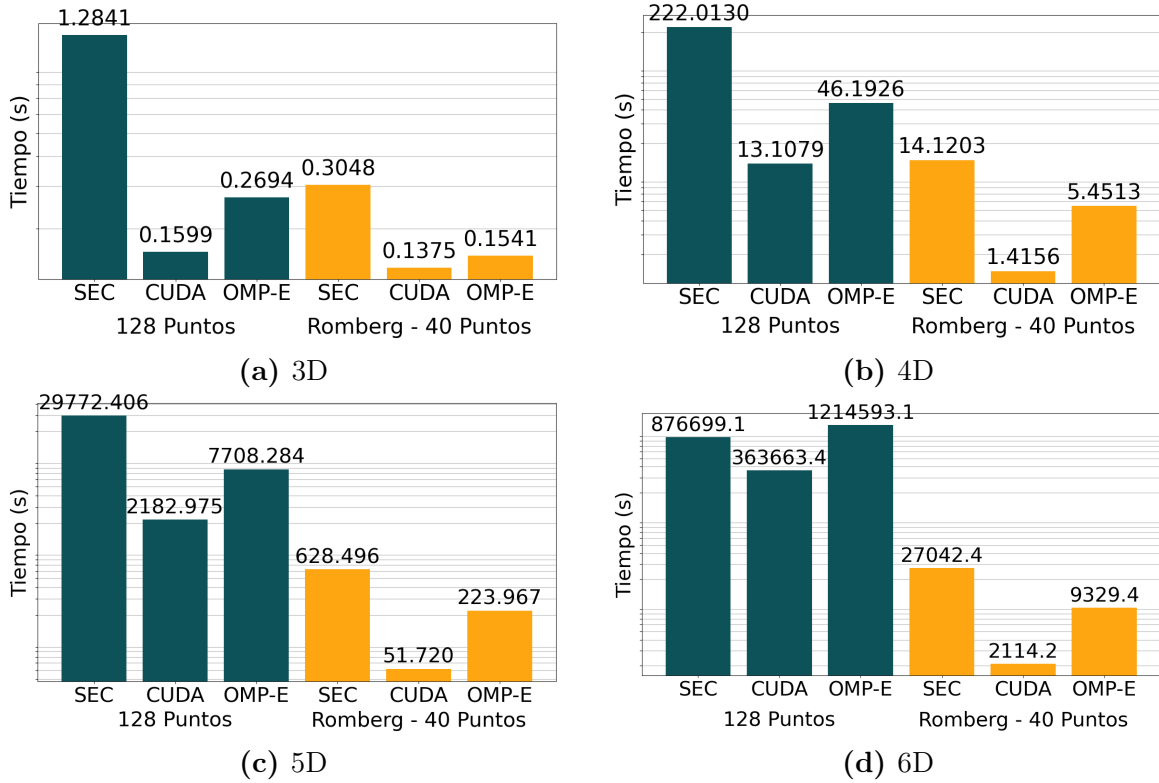 1.2841
0.1599
0.2694
0.3048
0.1375
0.1541
Tiempo (s)
SEC CUDA OMP-E SEC CUDA OMP-E
128 Puntos Romberg - 40 Puntos
(a) 3D
222.0130
13.1079
46.1926
14.1203
1.4156
5.4513
Tiempo (s)
SEC CUDA OMP-E SEC CUDA OMP-E
128 Puntos Romberg - 40 Puntos
(b) 4D
29772.406
2182.975
7708.284
628.496
51.720
223.967
Tiempo (s)
SEC CUDA OMP-E SEC CUDA OMP-E
128 Puntos Romberg - 40 Puntos
(c) 5D
876699.1
363663.4
1214593.1
27042.4
2114.2
9329.4
Tiempo (s)
SEC CUDA OMP-E SEC CUDA OMP-E
128 Puntos Romberg - 40 Puntos
(d) 6D